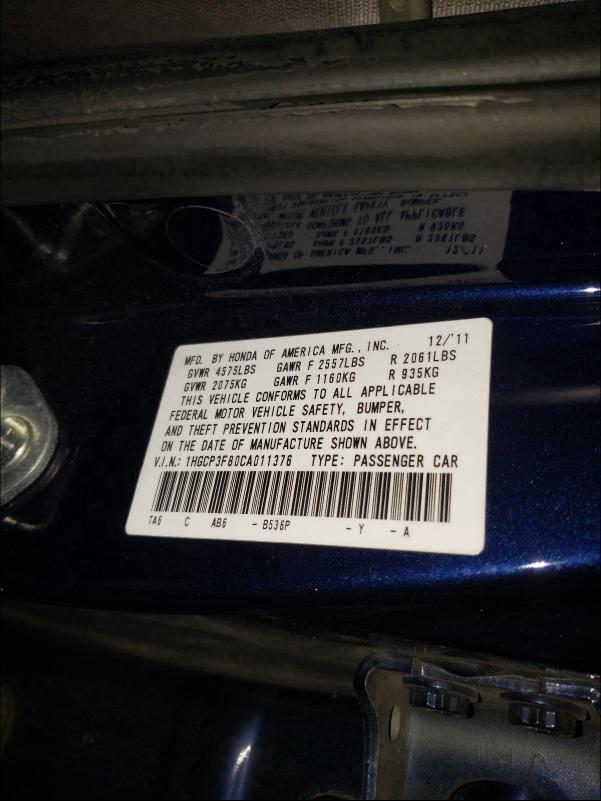 MFD. BY HONDA OF AMERICA MFG., INC. 12/'11
GVWR 4575LBS GAWR F 2557LBS R 2061LBS
GVWR 2075KG GAWR F 1160KG R 935KG
THIS VEHICLE CONFORMS TO ALL APPLICABLE
FEDERAL MOTOR VEHICLE SAFETY, BUMPER,
AND THEFT PREVENTION STANDARDS IN EFFECT
ON THE DATE OF MANUFACTURE SHOWN ABOVE.
V.I.N.: 1HGCP3F80CA011376 TYPE: PASSENGER CAR
TA6 C AB6 - B536P - Y - A